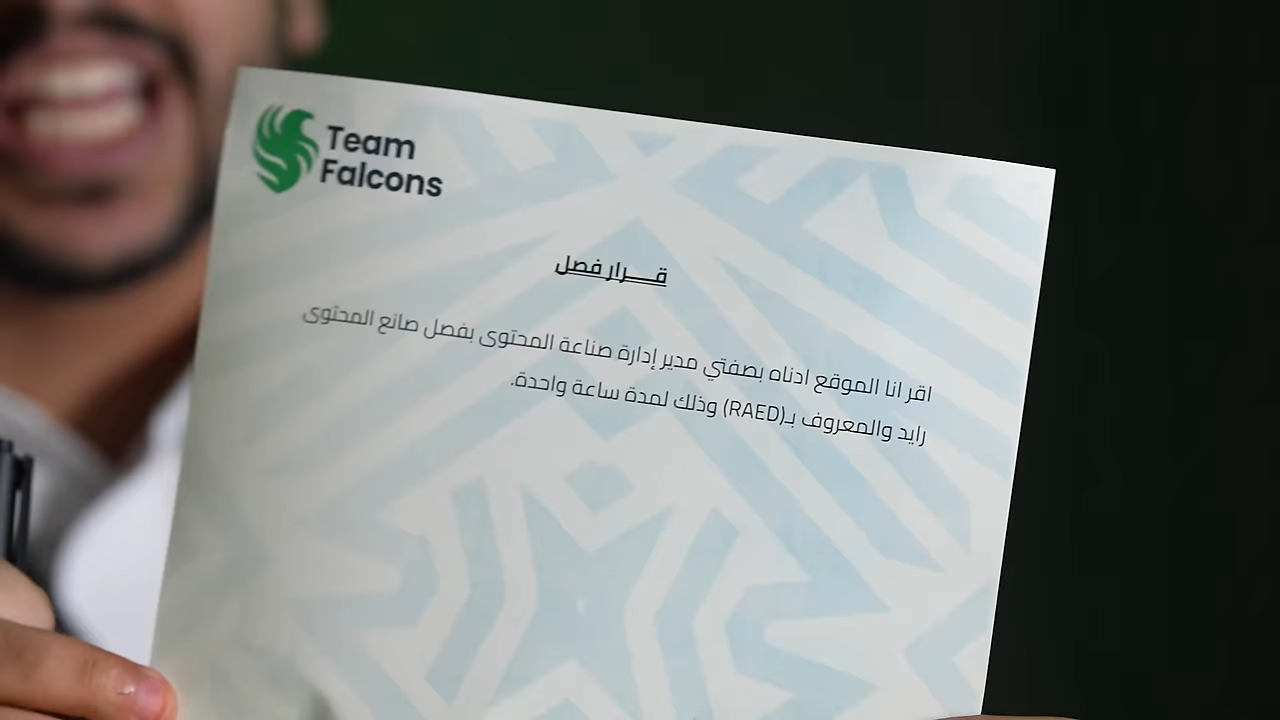 Team
Falcons
قـــرار فصل
اقر انا الموقع ادناه بصفتي مدير إدارة صناعة المحتوى بفصل صانع المحتوى
رايد والمعروف بـ(RAED) وذلك لمدة ساعة واحدة.